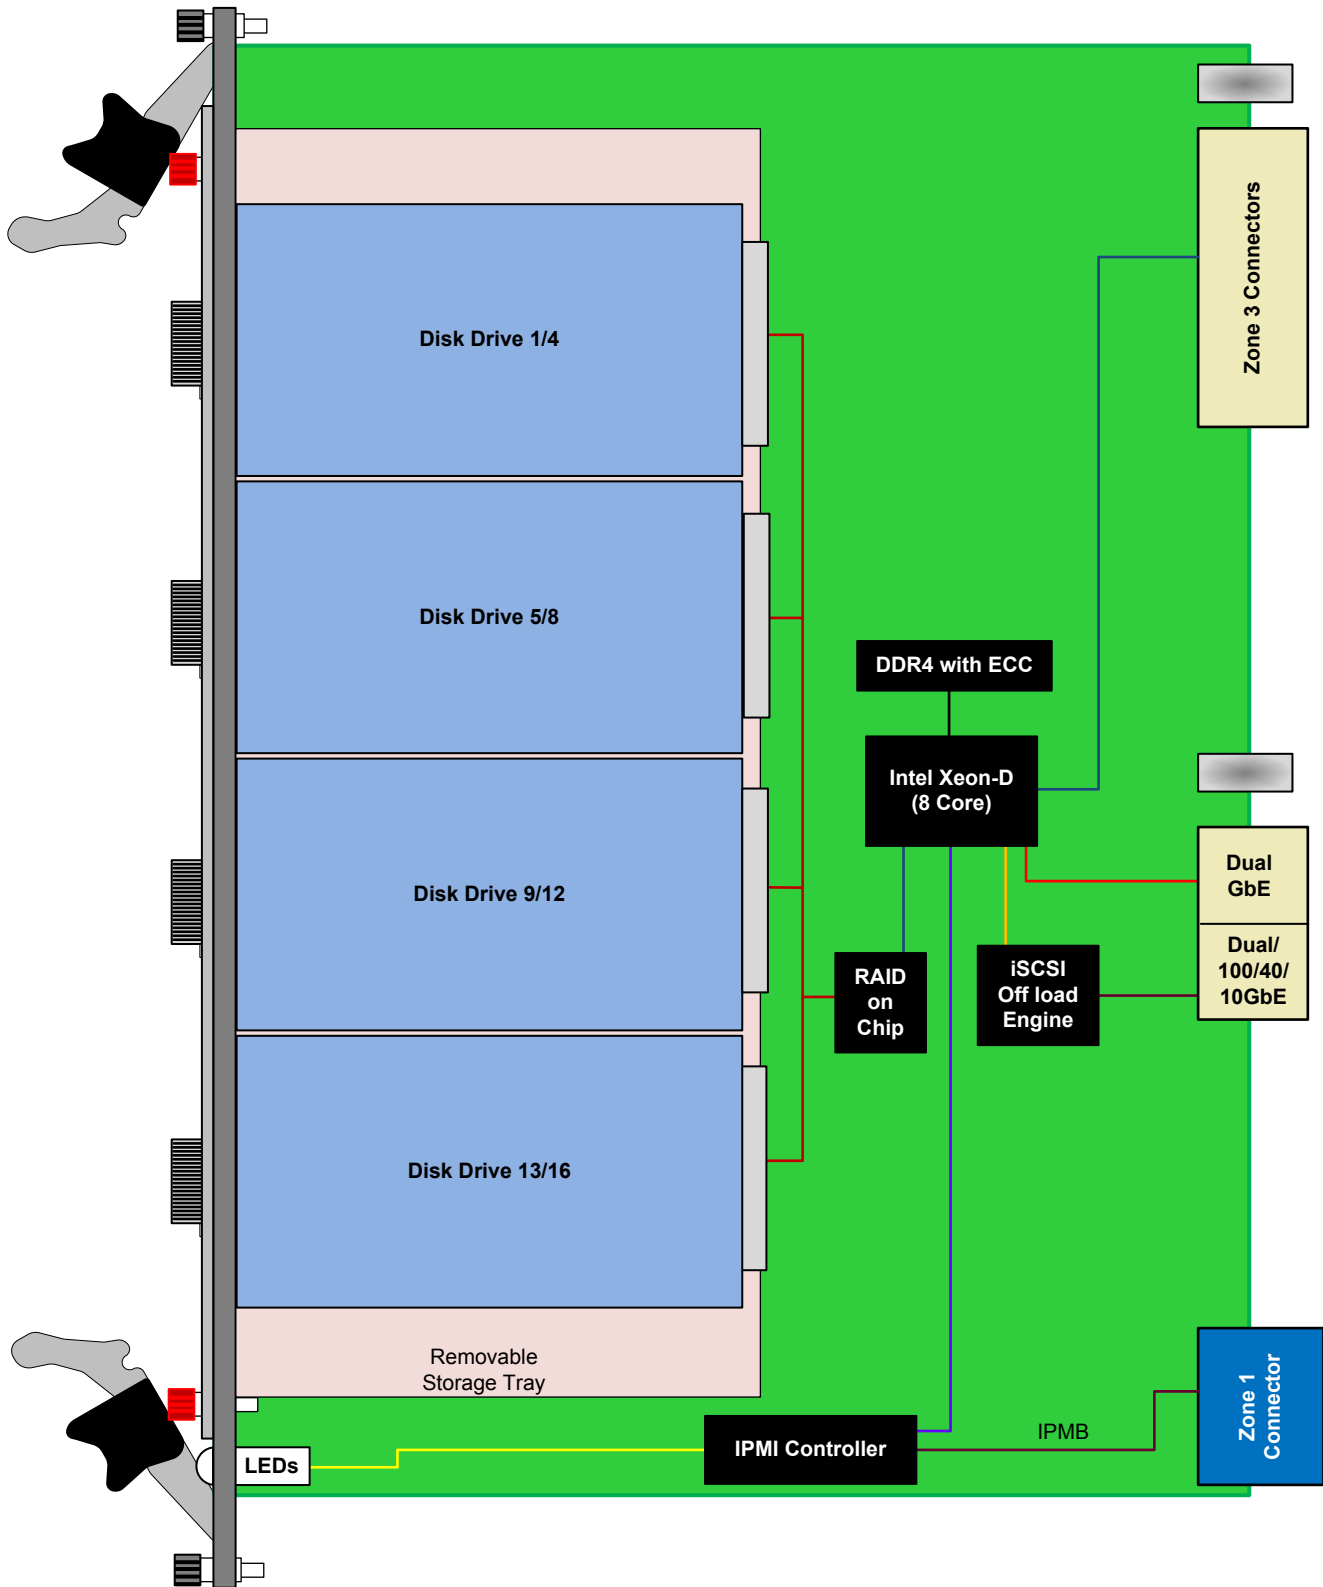 Zone 3 Connectors
Disk Drive 1/4
Disk Drive 5/8
DDR4 with ECC
Intel Xeon-D
(8 Core)
Disk Drive 9/12
Dual
GbE
Dual/
100/40/
10GbE
RAID
on
Chip
iSCSI
Off load
Engine
Disk Drive 13/16
Removable
Storage Tray
Zone 1
Connector
IPMB
IPMI Controller
LEDs